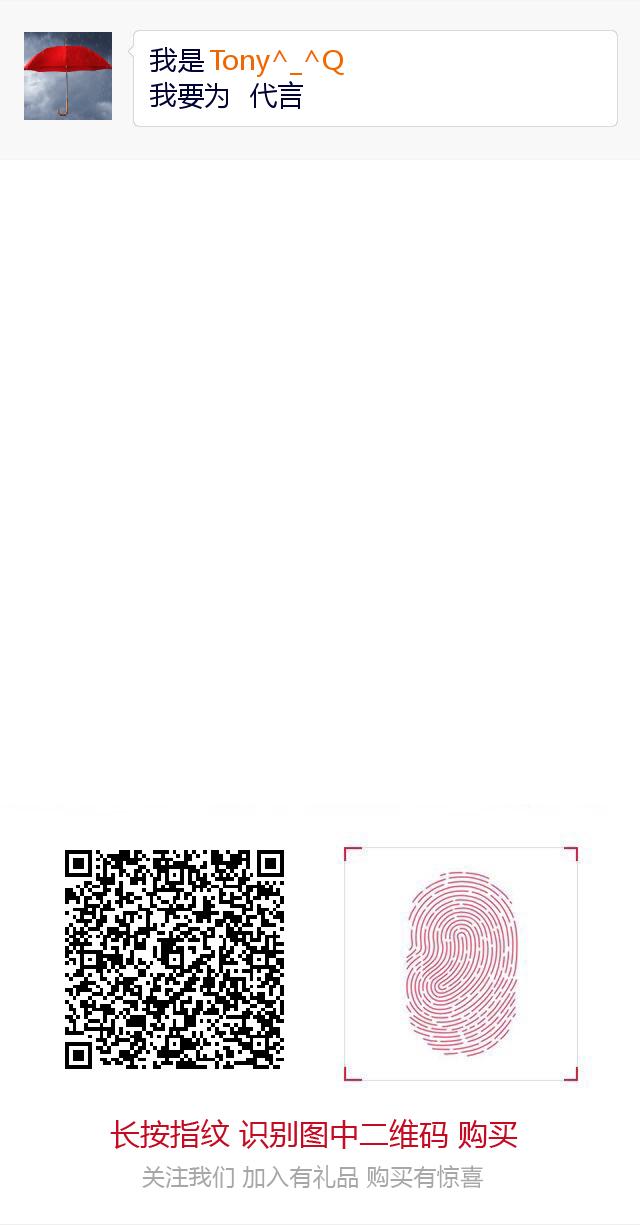 我是 Tony^_^Q
我要为 代言
长按指纹 识别图中二维码 购买
关注我们 加入有礼品 购买有惊喜